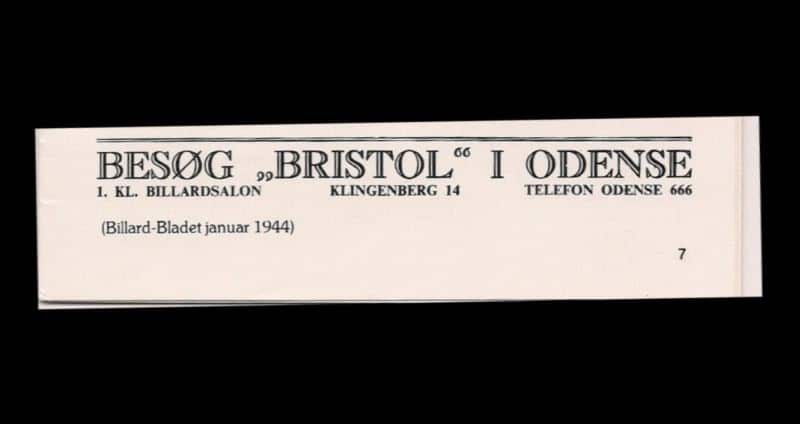 BESØG „BRISTOL“ I ODENSE
1. KL. BILLARDSALON KLINGENBERG 14 TELEFON ODENSE 666
(Billard-Bladet januar 1944)
7